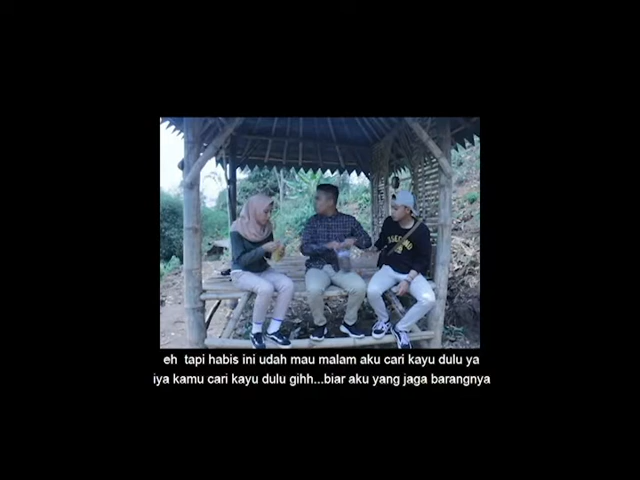 eh tapi habis ini udah mau malam aku cari kayu dulu ya
iya kamu cari kayu dulu gihh...biar aku yang jaga barangnya